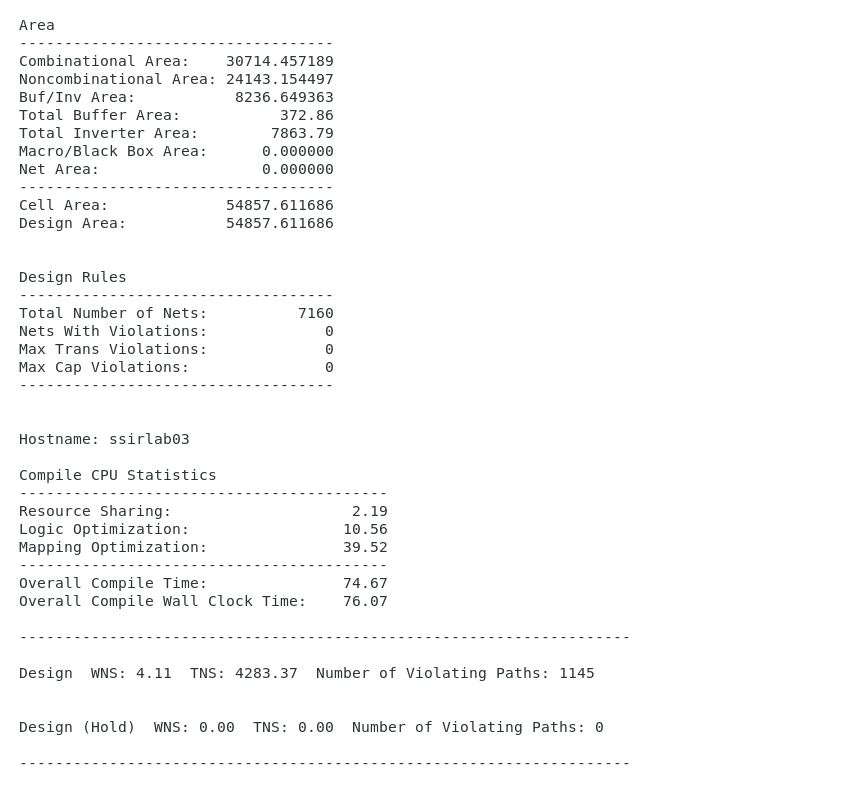 Area
-----------------------------------
Combinational Area:    30714.457189
Noncombinational Area: 24143.154497
Buf/Inv Area:           8236.649363
Total Buffer Area:           372.86
Total Inverter Area:        7863.79
Macro/Black Box Area:      0.000000
Net Area:                  0.000000
-----------------------------------
Cell Area:             54857.611686
Design Area:           54857.611686
Design Rules
-----------------------------------
Total Number of Nets:          7160
Nets With Violations:             0
Max Trans Violations:             0
Max Cap Violations:               0
-----------------------------------
Hostname: ssirlab03
Compile CPU Statistics
-----------------------------------------
Resource Sharing:                    2.19
Logic Optimization:                 10.56
Mapping Optimization:               39.52
-----------------------------------------
Overall Compile Time:               74.67
Overall Compile Wall Clock Time:    76.07
--------------------------------------------------------------------
Design  WNS: 4.11  TNS: 4283.37  Number of Violating Paths: 1145
Design (Hold)  WNS: 0.00  TNS: 0.00  Number of Violating Paths: 0
--------------------------------------------------------------------